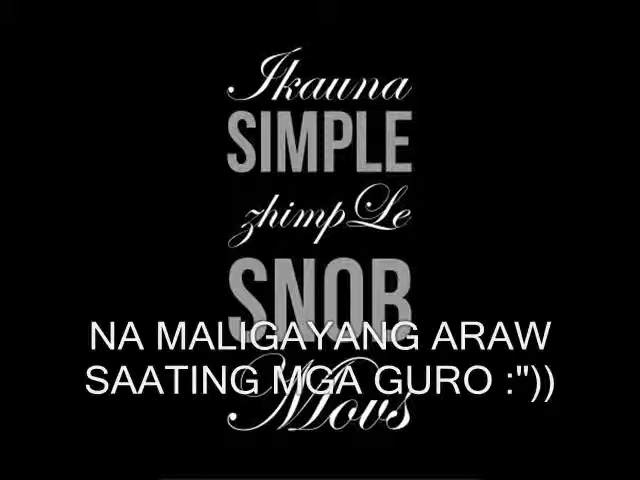 Ikauna
SIMPLE
zhimpLe
SNOB
NA MALIGAYANG ARAW
SAATING MGA GURO :"))
Movs